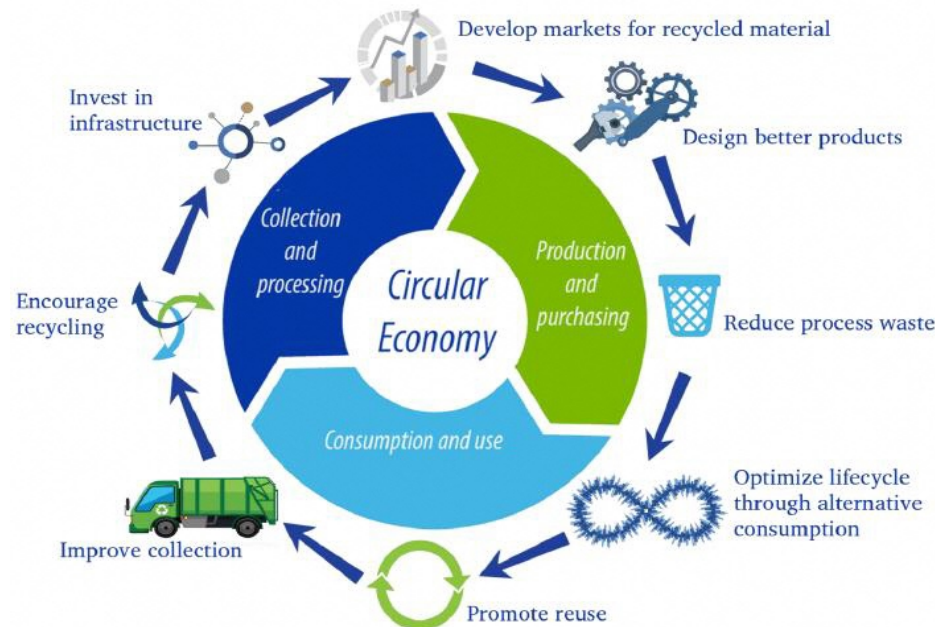 Develop markets for recycled material
Invest in
infrastructure
Design better products
Collection
and
processing
Production
and
purchasing
Circular
Economy
Encourage
recycling
Reduce process waste
Consumption and use
Optimize lifecycle
through alternative
consumption
Improve collection
Promote reuse